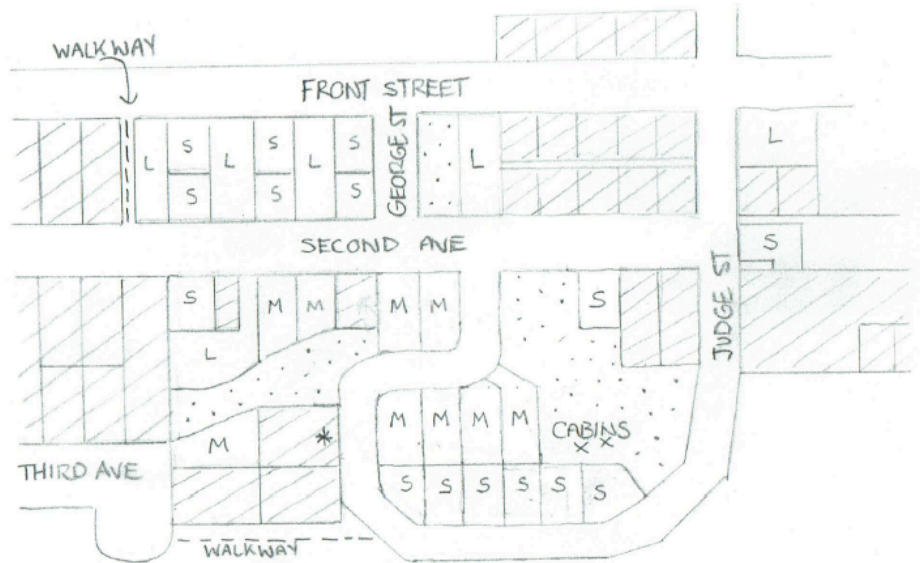 WALKWAY
FRONT STREET
L S L S L S
S S S
GEORGE ST
L
L
SECOND AVE
S
JUDGE ST
S M M M M
L
S
M
*
M M M M
CABINS
X X
THIRD AVE
S S S S S S
WALKWAY